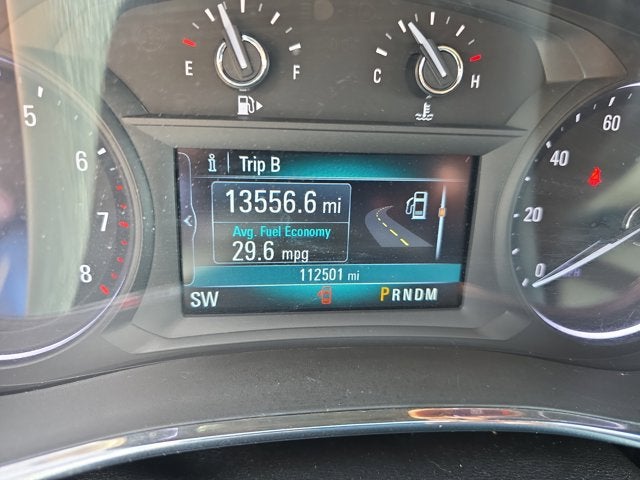 E F
C H
5
6
7
8
i Trip B
13556.6 mi
Avg. Fuel Economy
29.6 mpg
112501 mi
SW PRNDM
60
40
20
0